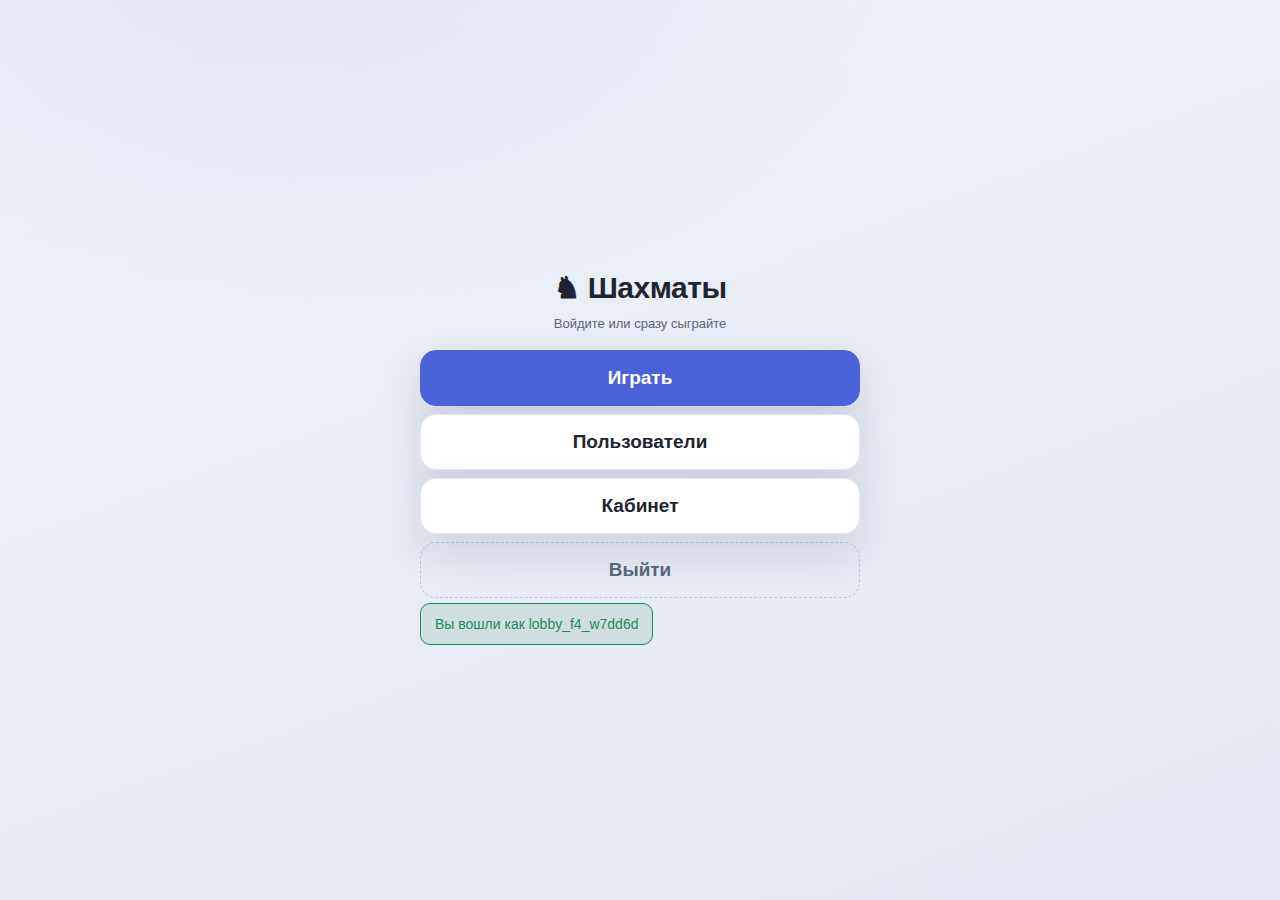 ♞ Шахматы
Войдите или сразу сыграйте
Играть
Пользователи
Кабинет
Выйти
Вы вошли как lobby_f4_w7dd6d